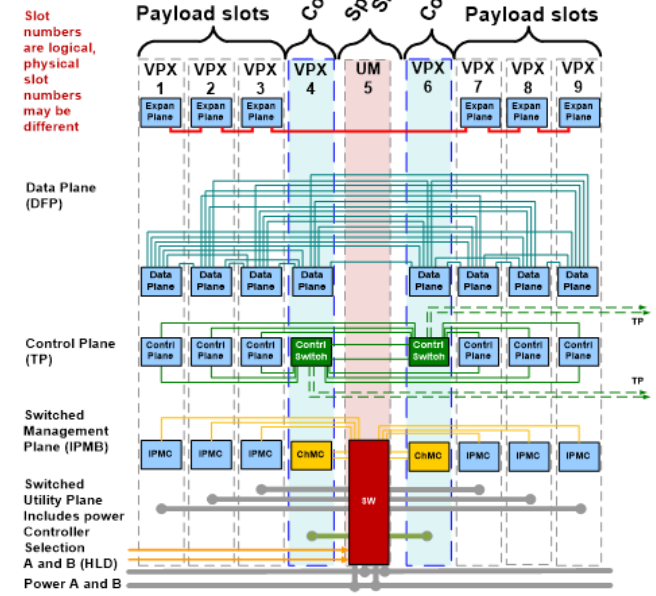 Slot
numbers
are logical,
physical
slot
numbers
may be
different
Payload slots
Co
Sp
S
Co
Payload slots
VPX
1
VPX
2
VPX
3
VPX
4
UM
5
VPX
6
VPX
7
VPX
8
VPX
9
Expan
Plane
Expan
Plane
Expan
Plane
Expan
Plane
Expan
Plane
Expan
Plane
Data Plane
(DFP)
Data
Plane
Data
Plane
Data
Plane
Data
Plane
Data
Plane
Data
Plane
Data
Plane
Data
Plane
TP
Control Plane
(TP)
Contrl
Plane
Contrl
Plane
Contrl
Plane
Contrl
Switch
Contrl
Switch
Contrl
Plane
Contrl
Plane
Contrl
Plane
TP
Switched
Management
Plane (IPMB)
IPMC
IPMC
IPMC
ChMC
ChMC
IPMC
IPMC
IPMC
SW
Switched
Utility Plane
Includes power
Controller
Selection
A and B (HLD)
Power A and B